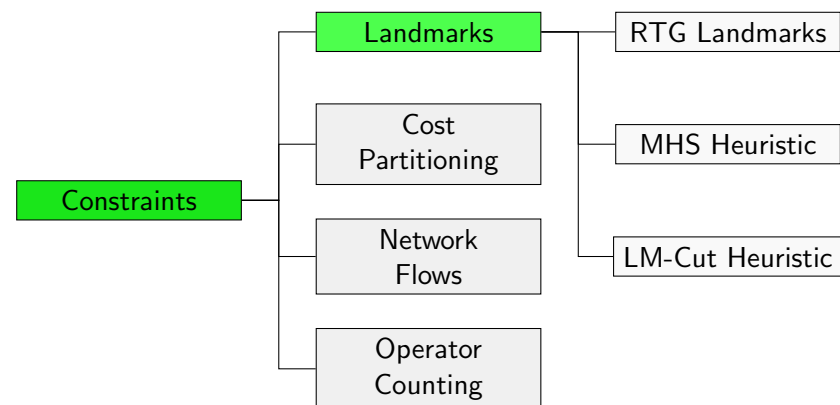 Constraints
Landmarks
Cost
Partitioning
Network
Flows
Operator
Counting
RTG Landmarks
MHS Heuristic
LM-Cut Heuristic